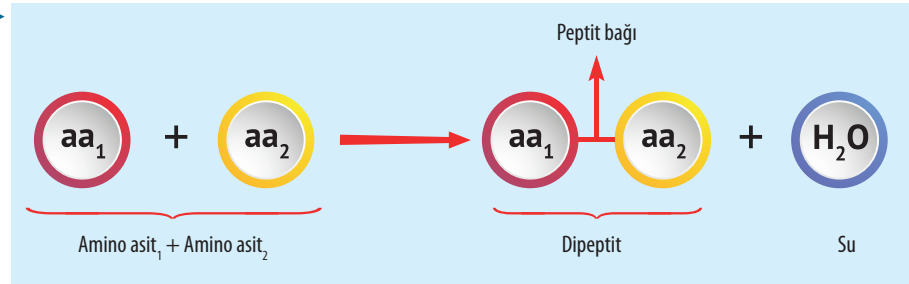 Peptit bağı
aa₁ + aa₂ aa₁ aa₂ + H₂O
Amino asit₁ + Amino asit₂ Dipeptit Su